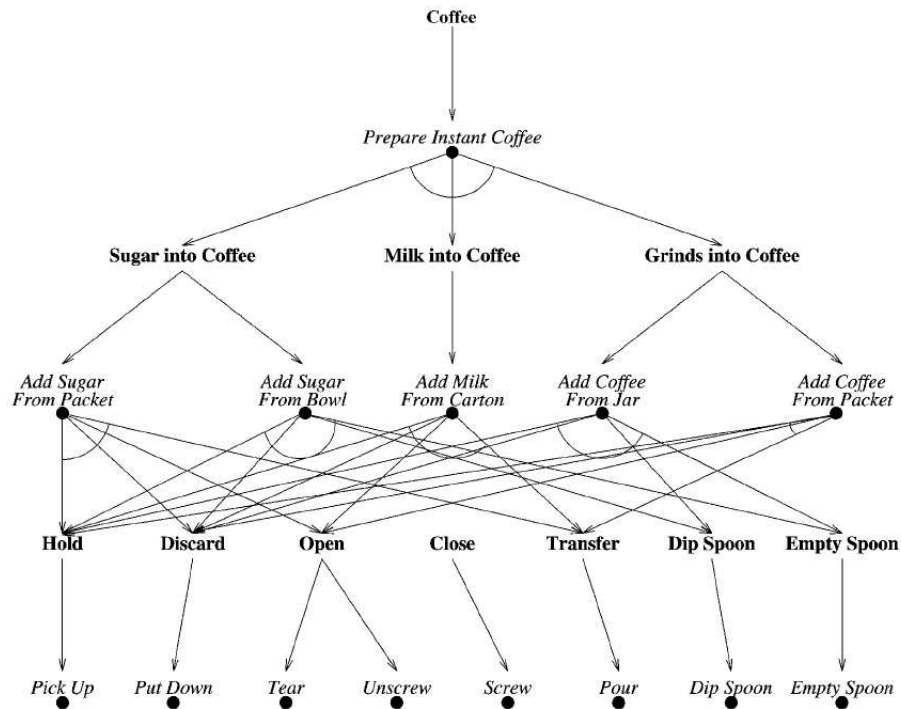 Coffee
Prepare Instant Coffee
Sugar into Coffee
Milk into Coffee
Grinds into Coffee
Add Sugar
From Packet
Add Sugar
From Bowl
Add Milk
From Carton
Add Coffee
From Jar
Add Coffee
From Packet
Hold
Discard
Open
Close
Transfer
Dip Spoon
Empty Spoon
Pick Up
Put Down
Tear
Unscrew
Screw
Pour
Dip Spoon
Empty Spoon